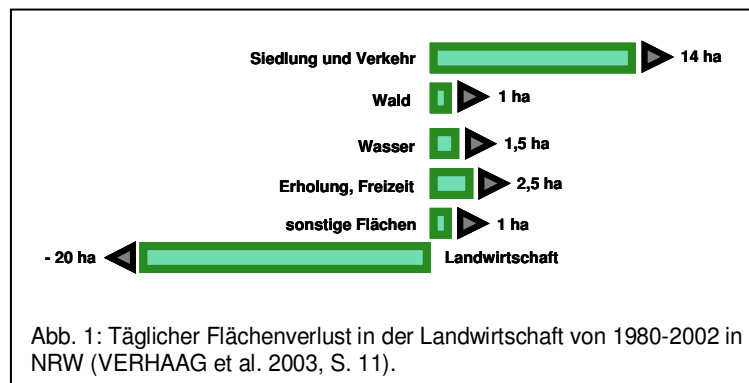 Siedlung und Verkehr 14 ha
Wald 1 ha
Wasser 1,5 ha
Erholung, Freizeit 2,5 ha
sonstige Flächen 1 ha
- 20 ha Landwirtschaft
Abb. 1: Täglicher Flächenverlust in der Landwirtschaft von 1980-2002 in
NRW (VERHAAG et al. 2003, S. 11).